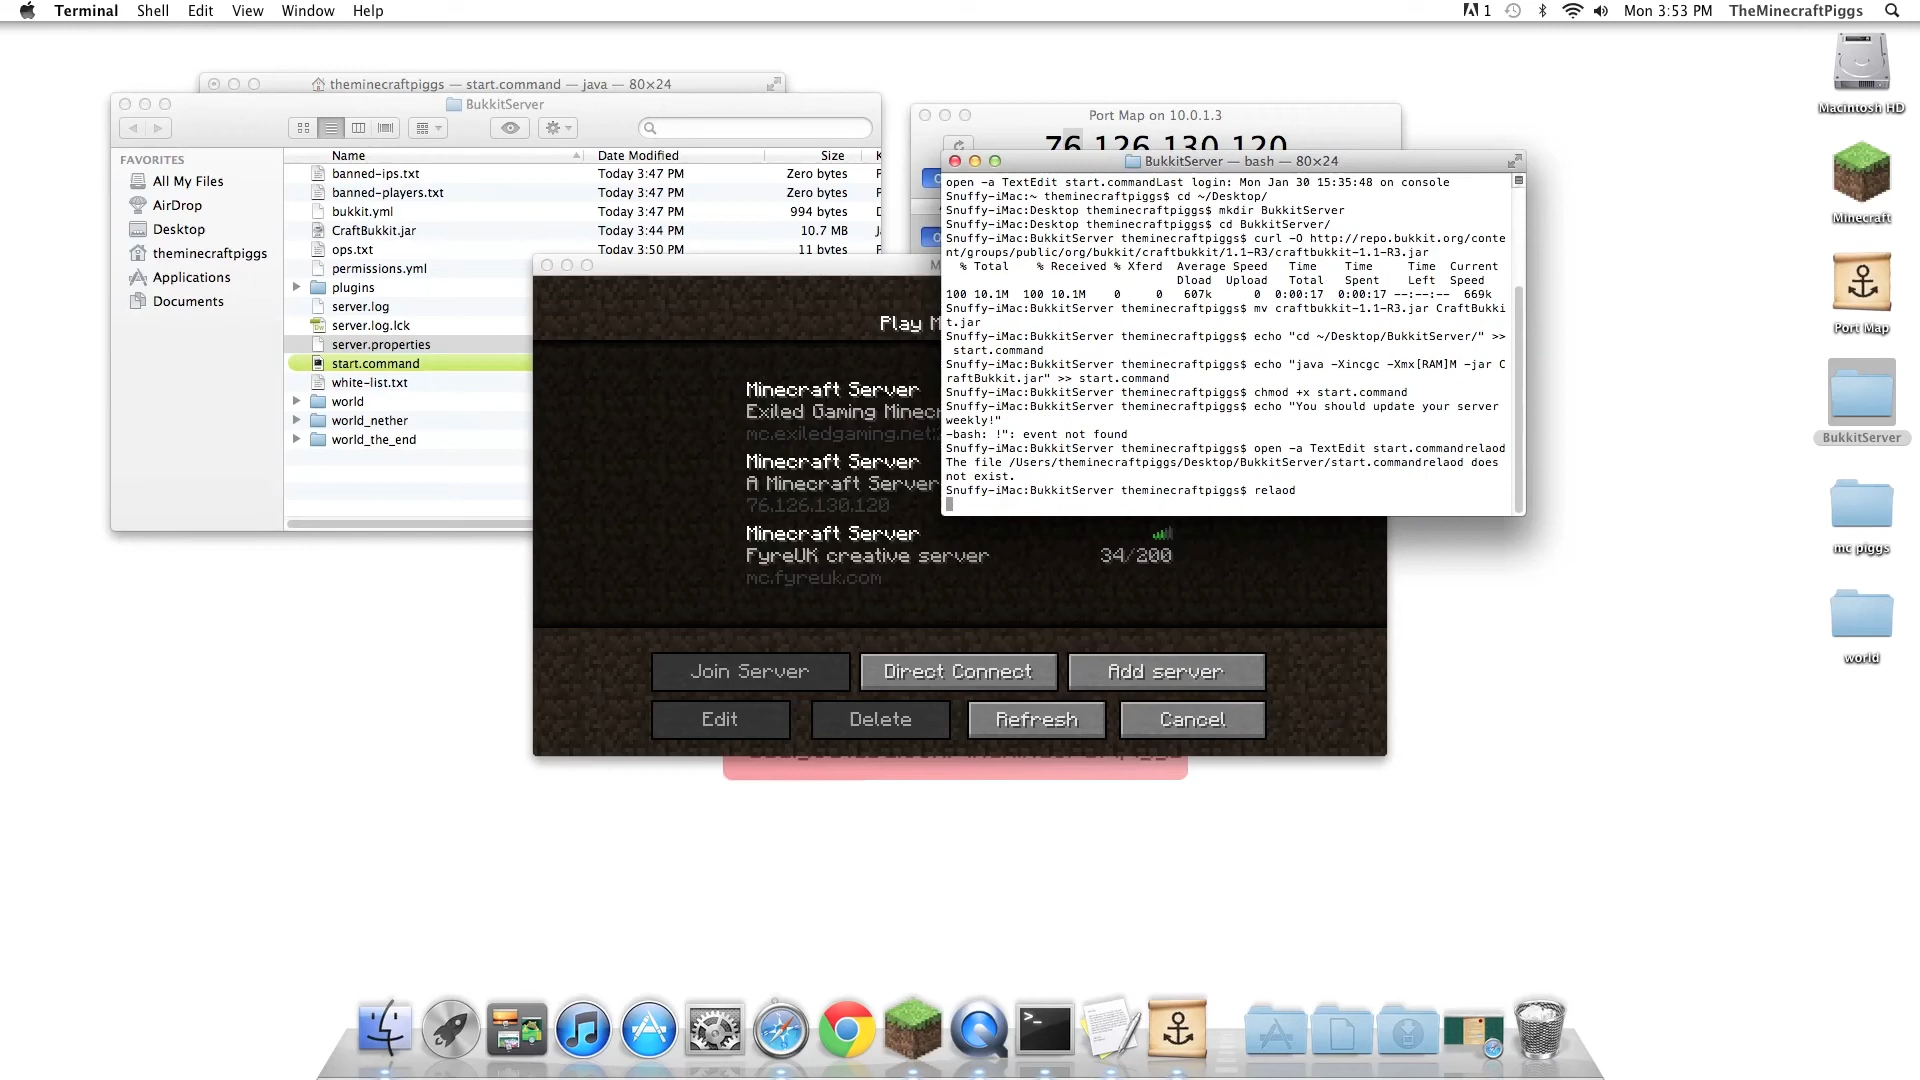 Terminal Shell Edit View Window Help
1 Mon 3:53 PM TheMinecraftPiggs
theminecraftpiggs — start.command — java — 80×24
BukkitServer
FAVORITES
All My Files
AirDrop
Desktop
theminecraftpiggs
Applications
Documents
Name Date Modified Size
banned-ips.txt Today 3:47 PM Zero bytes
banned-players.txt Today 3:47 PM Zero bytes
bukkit.yml Today 3:47 PM 994 bytes
CraftBukkit.jar Today 3:44 PM 10.7 MB
ops.txt Today 3:50 PM 11 bytes
permissions.yml
plugins
server.log
server.log.lck
server.properties
start.command
white-list.txt
world
world_nether
world_the_end
Port Map on 10.0.1.3
76.126.130.120
BukkitServer — bash — 80×24
open -a TextEdit start.commandLast login: Mon Jan 30 15:35:48 on console
Snuffy-iMac:~ theminecraftpiggs$ cd ~/Desktop/
Snuffy-iMac:Desktop theminecraftpiggs$ mkdir BukkitServer
Snuffy-iMac:Desktop theminecraftpiggs$ cd BukkitServer/
Snuffy-iMac:BukkitServer theminecraftpiggs$ curl -O http://repo.bukkit.org/conte
nt/groups/public/org/bukkit/craftbukkit/1.1-R3/craftbukkit-1.1-R3.jar
% Total % Received % Xferd Average Speed Time Time Time Current
Dload Upload Total Spent Left Speed
100 10.1M 100 10.1M 0 0 607k 0 0:00:17 0:00:17 --:--:-- 669k
Snuffy-iMac:BukkitServer theminecraftpiggs$ mv craftbukkit-1.1-R3.jar CraftBukki
t.jar
Snuffy-iMac:BukkitServer theminecraftpiggs$ echo "cd ~/Desktop/BukkitServer/" >>
start.command
Snuffy-iMac:BukkitServer theminecraftpiggs$ echo "java -Xincgc -Xmx[RAM]M -jar C
raftBukkit.jar" >> start.command
Snuffy-iMac:BukkitServer theminecraftpiggs$ chmod +x start.command
Snuffy-iMac:BukkitServer theminecraftpiggs$ echo "You should update your server
weekly!"
-bash: !": event not found
Snuffy-iMac:BukkitServer theminecraftpiggs$ open -a TextEdit start.commandrelaod
The file /Users/theminecraftpiggs/Desktop/BukkitServer/start.commandrelaod does
not exist.
Snuffy-iMac:BukkitServer theminecraftpiggs$ relaod
Play M
Minecraft Server
Exiled Gaming Minec
mc.exiledgaming.net:
Minecraft Server
A Minecraft Server
76.126.130.120
Minecraft Server
FyreUK creative server 34/200
mc.fyreuk.com
Join Server Direct Connect Add server
Edit Delete Refresh Cancel
Macintosh HD
Minecraft
Port Map
BukkitServer
mc piggs
world